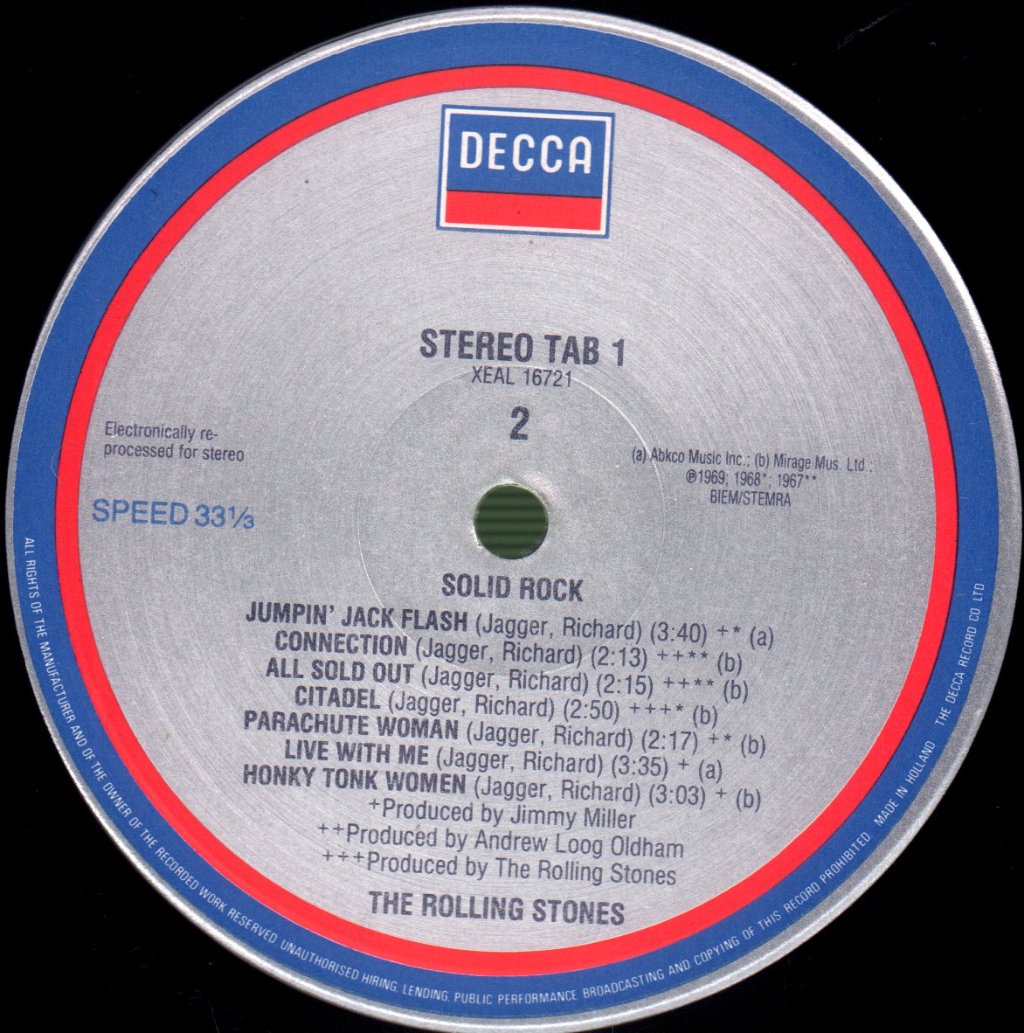 DECCA
STEREO TAB 1
XEAL 16721
2
Electronically re-
processed for stereo
SPEED 33⅓
(a) Abkco Music Inc.; (b) Mirage Mus. Ltd.;
℗1969; 1968*; 1967**
BIEM/STEMRA
SOLID ROCK
JUMPIN' JACK FLASH (Jagger, Richard) (3:40) +* (a)
CONNECTION (Jagger, Richard) (2:13) ++** (b)
ALL SOLD OUT (Jagger, Richard) (2:15) ++** (b)
CITADEL (Jagger, Richard) (2:50) +++* (b)
PARACHUTE WOMAN (Jagger, Richard) (2:17) +* (b)
LIVE WITH ME (Jagger, Richard) (3:35) + (a)
HONKY TONK WOMEN (Jagger, Richard) (3:03) + (b)
+Produced by Jimmy Miller
++Produced by Andrew Loog Oldham
+++Produced by The Rolling Stones
THE ROLLING STONES
ALL RIGHTS OF THE MANUFACTURER AND OF THE OWNER OF THE RECORDED WORK RESERVED. UNAUTHORISED HIRING, LENDING, PUBLIC PERFORMANCE BROADCASTING AND COPYING OF THIS RECORD PROHIBITED MADE IN HOLLAND THE DECCA RECORD CO LTD